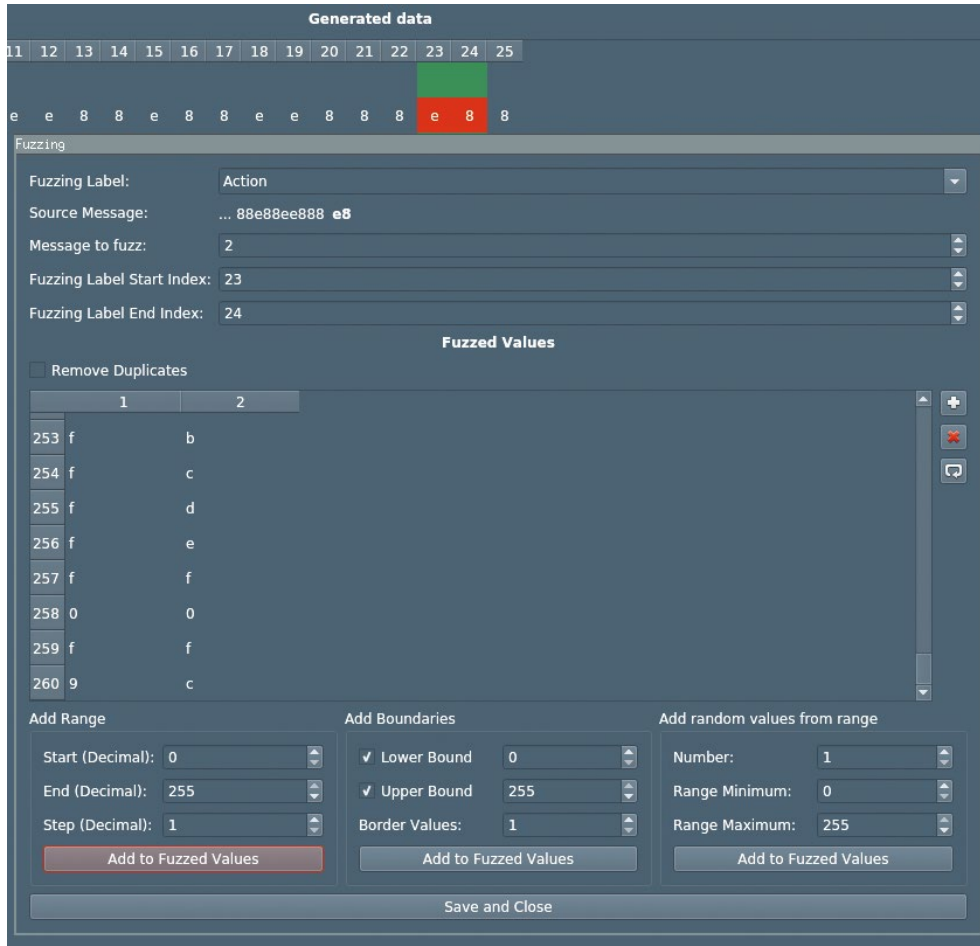 Generated data
11 12 13 14 15 16 17 18 19 20 21 22 23 24 25
e e 8 8 e 8 8 e e 8 8 8 e 8 8
Fuzzing
Fuzzing Label: Action
Source Message: ... 88e88ee888 e8
Message to fuzz: 2
Fuzzing Label Start Index: 23
Fuzzing Label End Index: 24
Fuzzed Values
Remove Duplicates
1 2
253 f b
254 f c
255 f d
256 f e
257 f f
258 0 0
259 f f
260 9 c
Add Range Add Boundaries Add random values from range
Start (Decimal): 0 Lower Bound 0 Number: 1
End (Decimal): 255 Upper Bound 255 Range Minimum: 0
Step (Decimal): 1 Border Values: 1 Range Maximum: 255
Add to Fuzzed Values Add to Fuzzed Values Add to Fuzzed Values
Save and Close